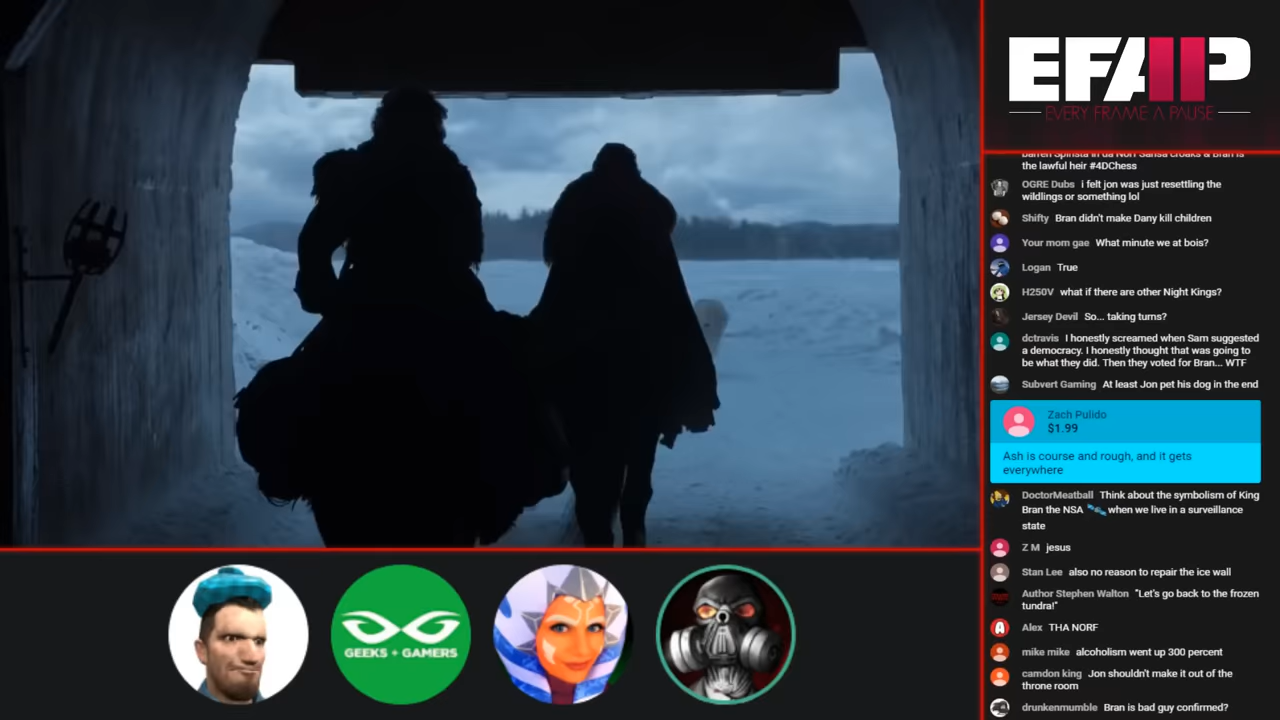 EFAP
EVERY FRAME A PAUSE
darren Spinsta in da Norf Sansa croaks & Bran is
the lawful heir #4DChess
OGRE Dubs i felt jon was just resettling the
wildlings or something lol
Shifty Bran didn't make Dany kill children
Your mom gae What minute we at bois?
Logan True
H250V what if there are other Night Kings?
Jersey Devil So... taking turns?
dctravis I honestly screamed when Sam suggested
a democracy. I honestly thought that was going to
be what they did. Then they voted for Bran... WTF
Subvert Gaming At least Jon pet his dog in the end
Zach Pulido
$1.99
Ash is course and rough, and it gets
everywhere
DoctorMeatball Think about the symbolism of King
Bran the NSA when we live in a surveillance
state
Z M jesus
Stan Lee also no reason to repair the ice wall
Author Stephen Walton "Let's go back to the frozen
tundra!"
Alex THA NORF
mike mike alcoholism went up 300 percent
camdon king Jon shouldn't make it out of the
throne room
drunkenmumble Bran is bad guy confirmed?
GEEKS + GAMERS